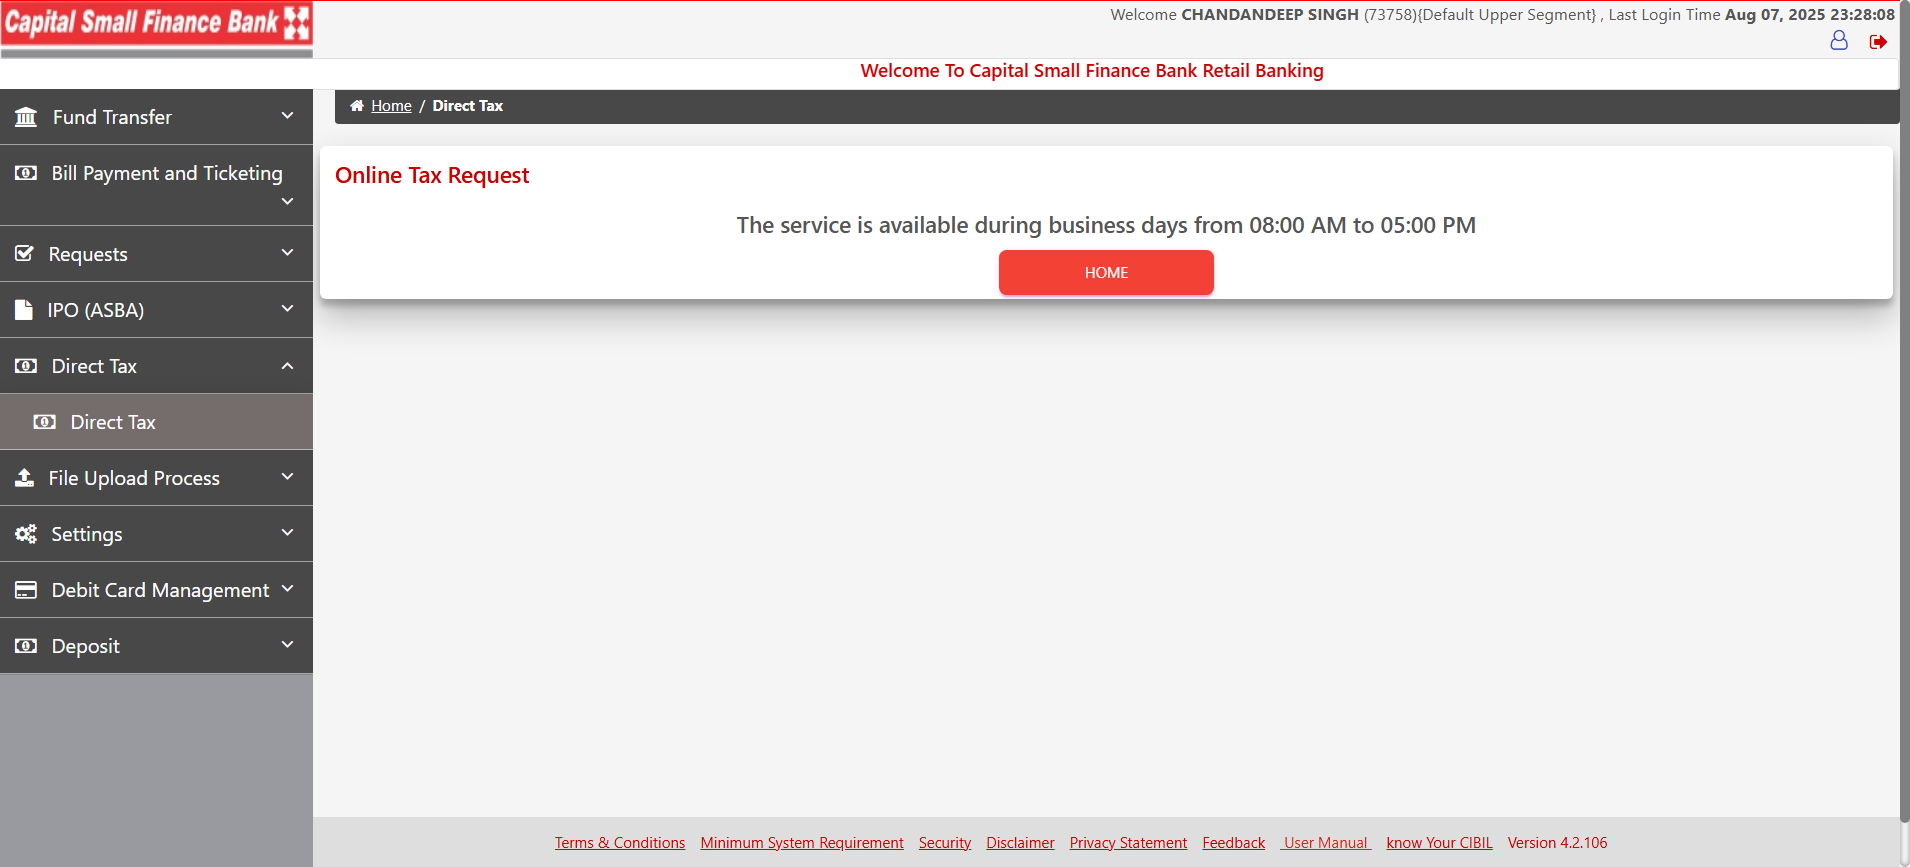 Capital Small Finance Bank
Welcome CHANDANDEEP SINGH (73758){Default Upper Segment} , Last Login Time Aug 07, 2025 23:28:08
Welcome To Capital Small Finance Bank Retail Banking
Home / Direct Tax
Fund Transfer
Bill Payment and Ticketing
Requests
IPO (ASBA)
Direct Tax
Direct Tax
File Upload Process
Settings
Debit Card Management
Deposit
Online Tax Request
The service is available during business days from 08:00 AM to 05:00 PM
HOME
Terms & Conditions Minimum System Requirement Security Disclaimer Privacy Statement Feedback User Manual know Your CIBIL Version 4.2.106